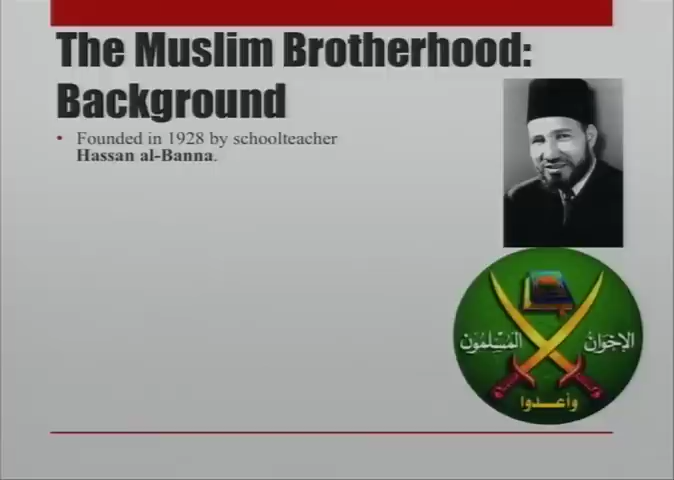 The Muslim Brotherhood:
Background
• Founded in 1928 by schoolteacher
Hassan al-Banna.
الإخوان المسلمون
وأعدوا